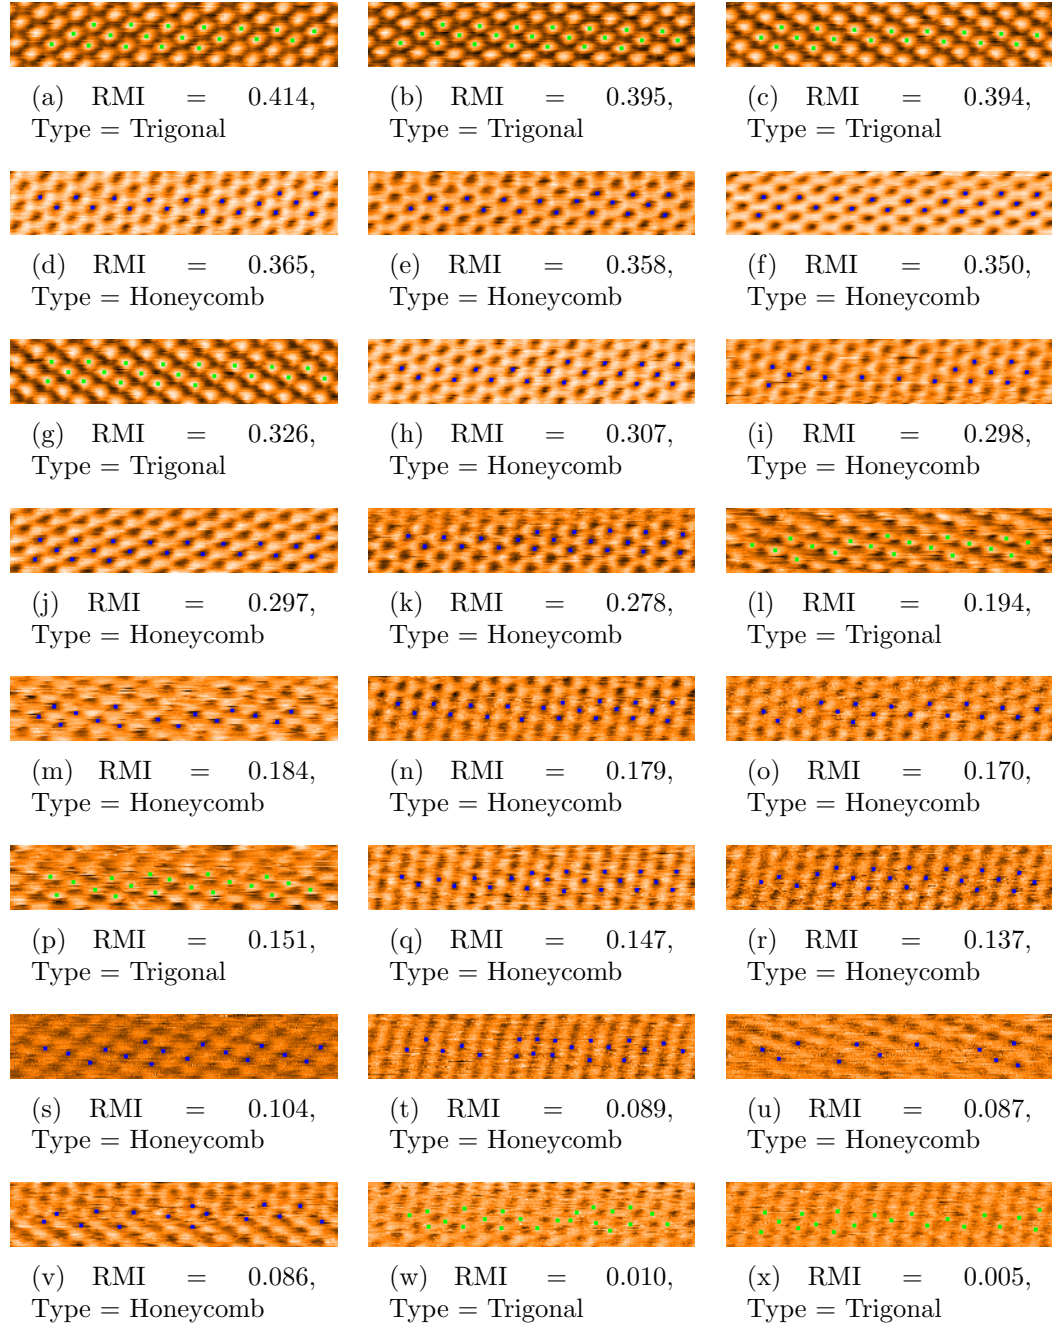 (a) RMI = 0.414,
Type = Trigonal
(b) RMI = 0.395,
Type = Trigonal
(c) RMI = 0.394,
Type = Trigonal
(d) RMI = 0.365,
Type = Honeycomb
(e) RMI = 0.358,
Type = Honeycomb
(f) RMI = 0.350,
Type = Honeycomb
(g) RMI = 0.326,
Type = Trigonal
(h) RMI = 0.307,
Type = Honeycomb
(i) RMI = 0.298,
Type = Honeycomb
(j) RMI = 0.297,
Type = Honeycomb
(k) RMI = 0.278,
Type = Honeycomb
(l) RMI = 0.194,
Type = Trigonal
(m) RMI = 0.184,
Type = Honeycomb
(n) RMI = 0.179,
Type = Honeycomb
(o) RMI = 0.170,
Type = Honeycomb
(p) RMI = 0.151,
Type = Trigonal
(q) RMI = 0.147,
Type = Honeycomb
(r) RMI = 0.137,
Type = Honeycomb
(s) RMI = 0.104,
Type = Honeycomb
(t) RMI = 0.089,
Type = Honeycomb
(u) RMI = 0.087,
Type = Honeycomb
(v) RMI = 0.086,
Type = Honeycomb
(w) RMI = 0.010,
Type = Trigonal
(x) RMI = 0.005,
Type = Trigonal